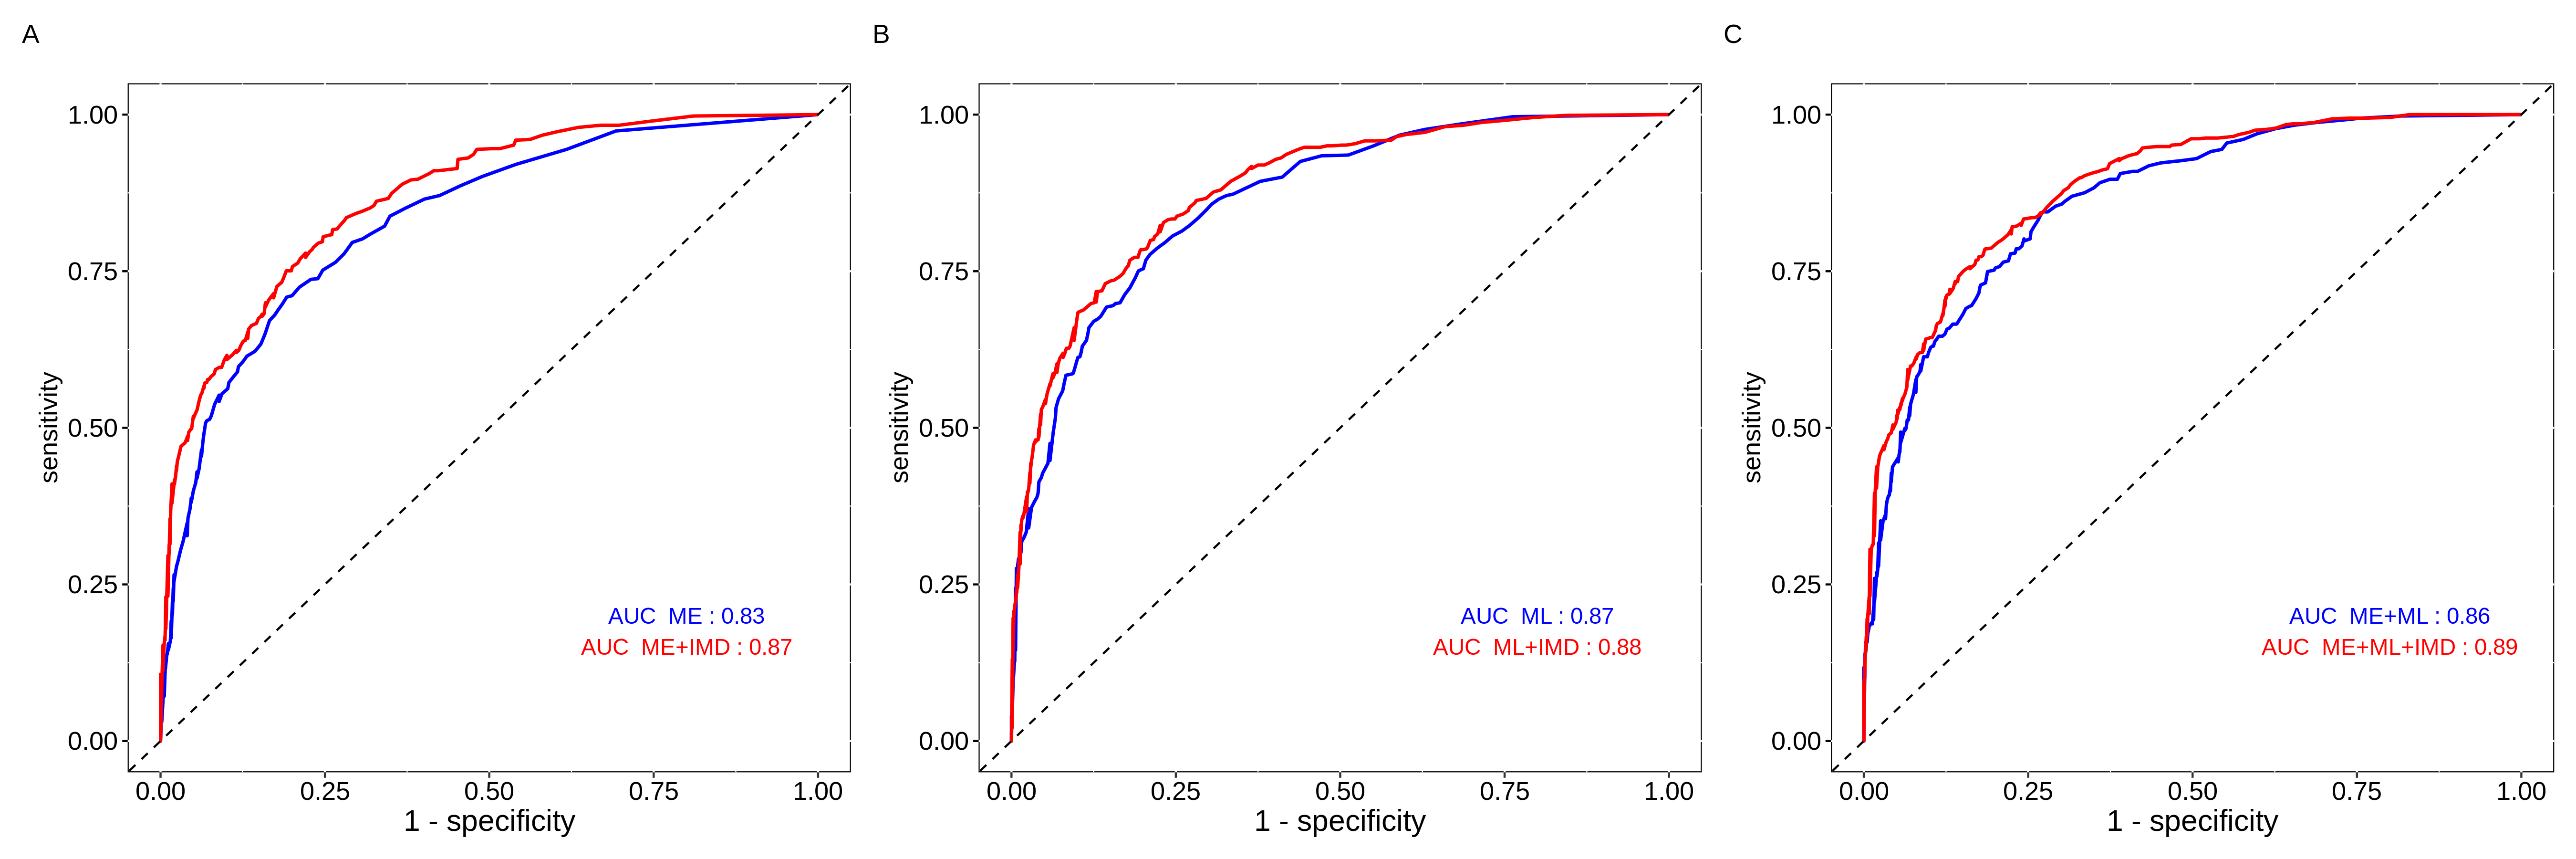 A
1.00
0.75
0.50
0.25
0.00
sensitivity
AUC  ME : 0.83
AUC  ME+IMD : 0.87
0.00 0.25 0.50 0.75 1.00
1 - specificity
B
1.00
0.75
0.50
0.25
0.00
sensitivity
AUC  ML : 0.87
AUC  ML+IMD : 0.88
0.00 0.25 0.50 0.75 1.00
1 - specificity
C
1.00
0.75
0.50
0.25
0.00
sensitivity
AUC  ME+ML : 0.86
AUC  ME+ML+IMD : 0.89
0.00 0.25 0.50 0.75 1.00
1 - specificity